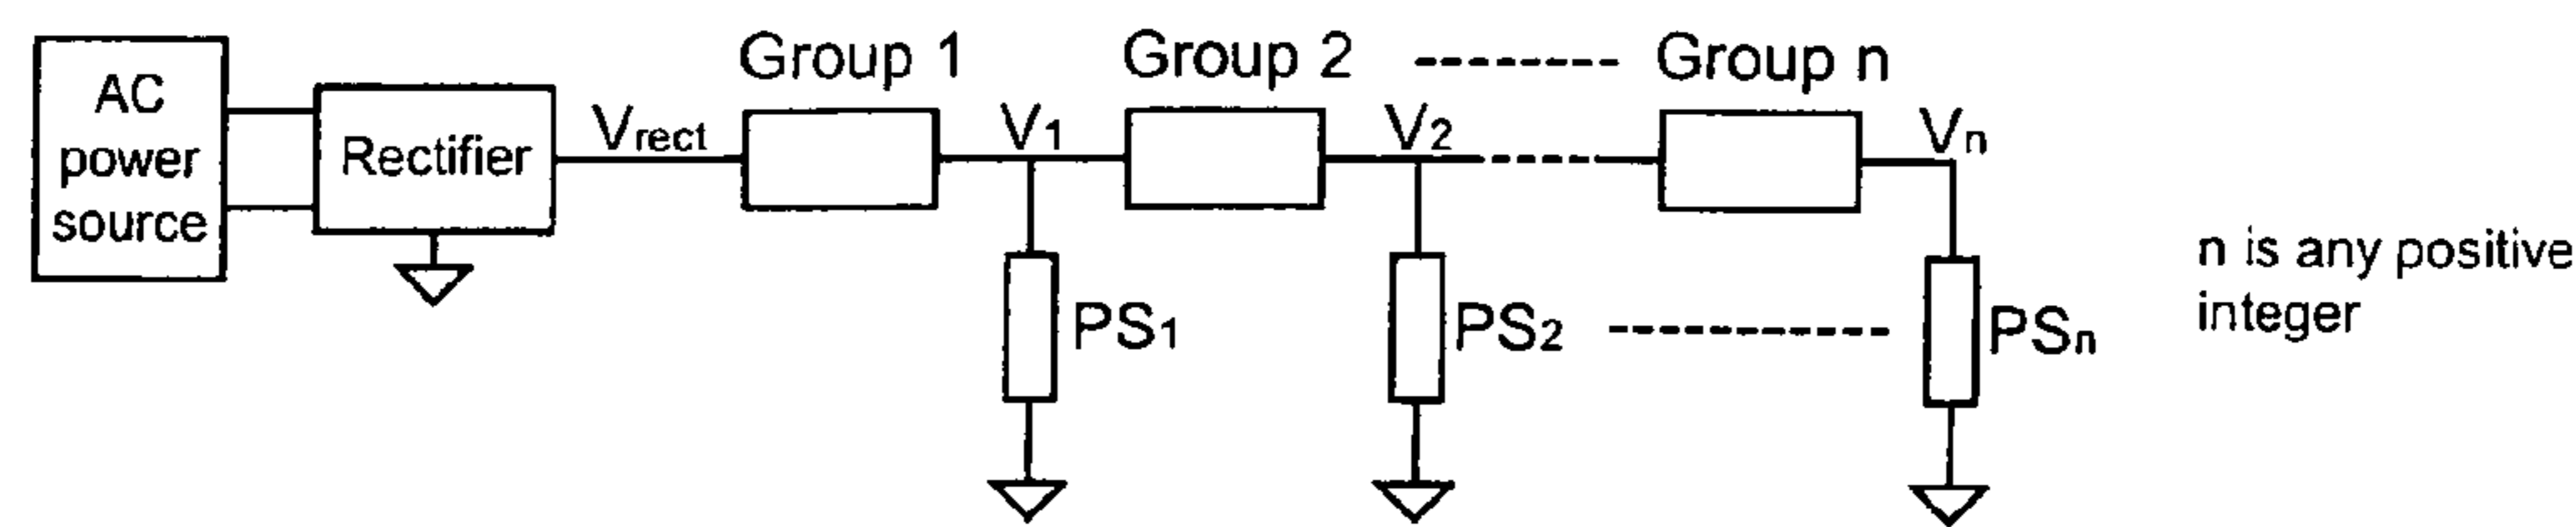 AC
power
source
Rectifier
Vrect
Group 1
V1
Group 2
V2
Group n
Vn
PS1
PS2
PSn
n is any positive
integer